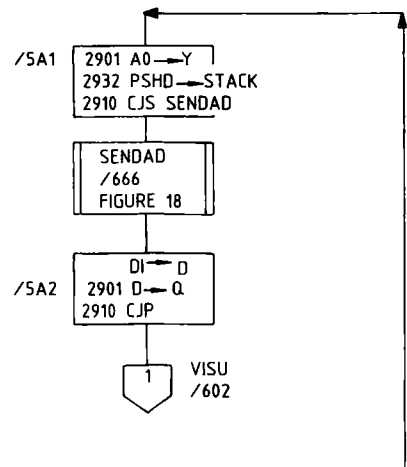 /5A1
2901 A0→Y
2932 PSHD→STACK
2910 CJS SENDAD
SENDAD
/666
FIGURE 18
/5A2
DI→D
2901 D→Q
2910 CJP
1
VISU
/602